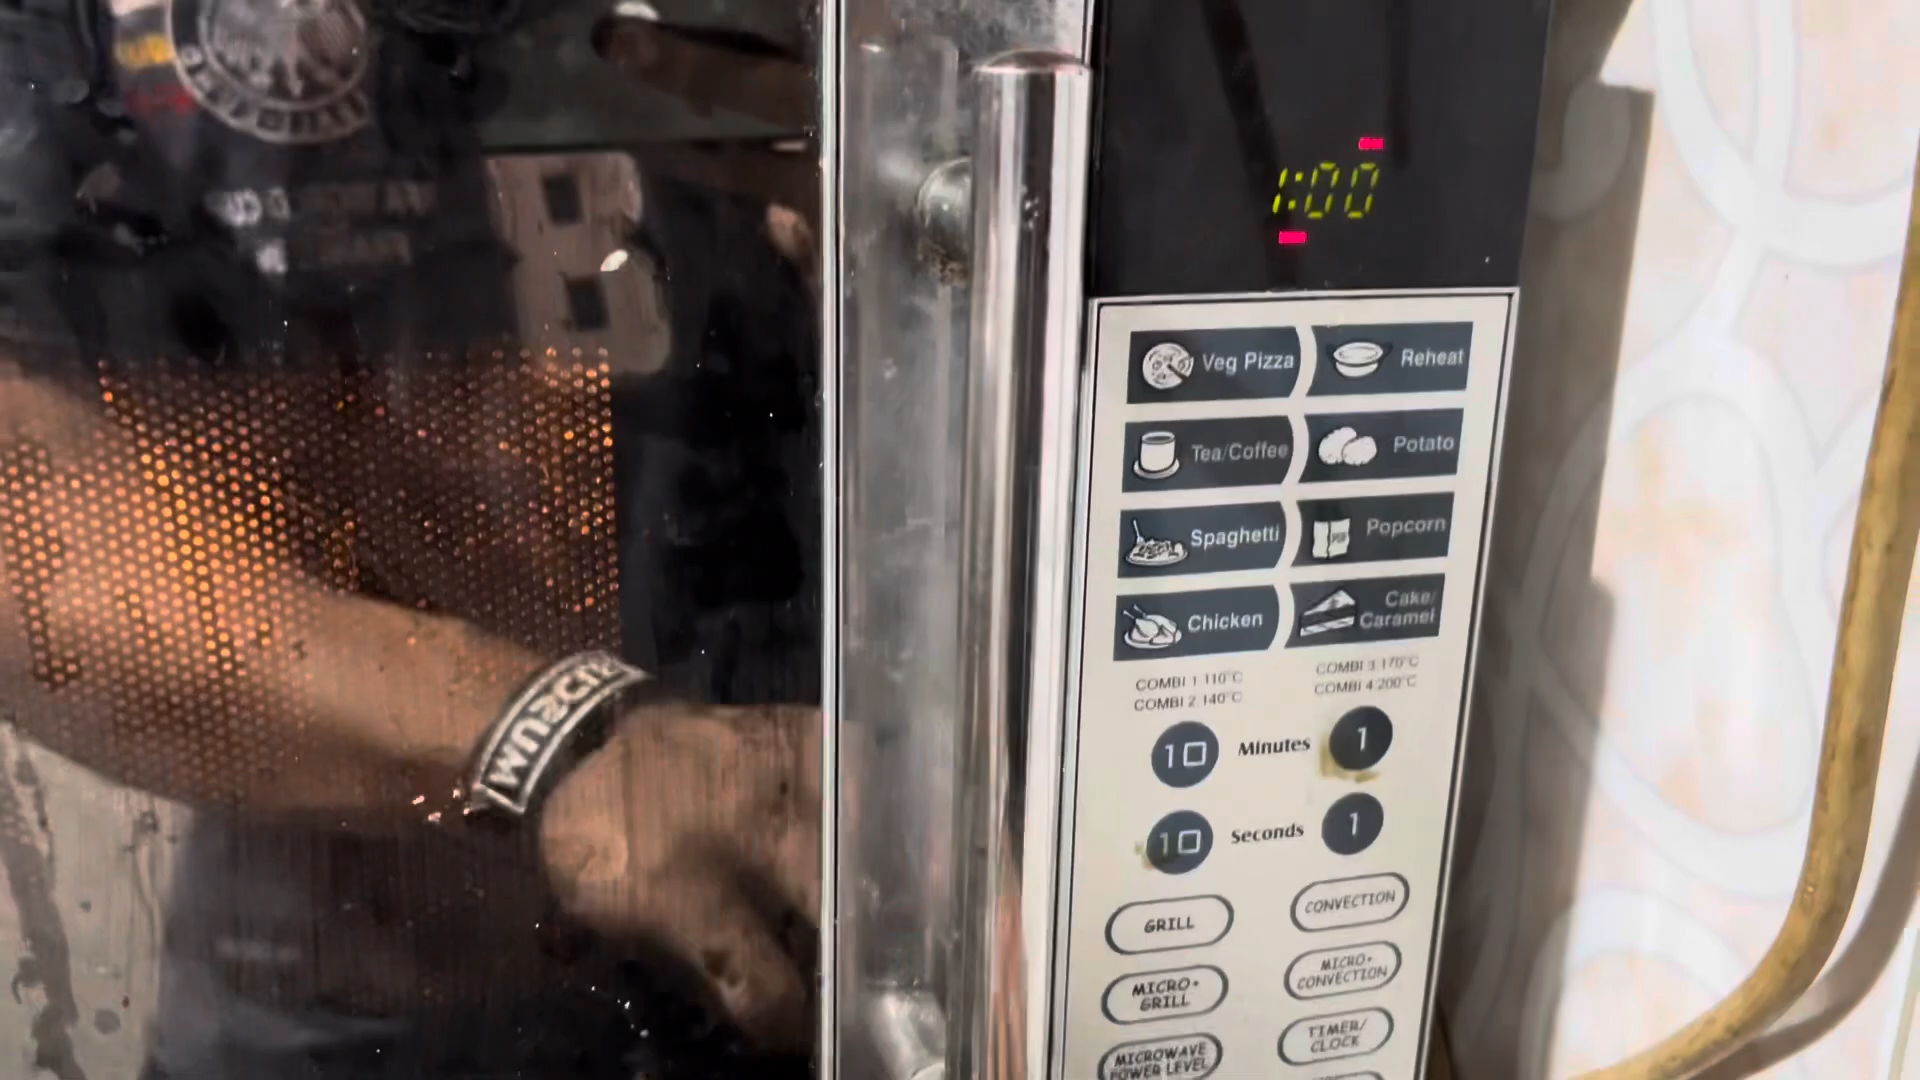 1:00
Veg Pizza
Reheat
Tea/Coffee
Potato
Spaghetti
POP
Popcorn
Chicken
Cake/
Caramel
COMBI 1 110°C
COMBI 2 140°C
COMBI 3 170°C
COMBI 4 200°C
10 Minutes 1
10 Seconds 1
GRILL
CONVECTION
MICRO+
GRILL
MICRO+
CONVECTION
MICROWAVE
POWER LEVEL
TIMER/
CLOCK